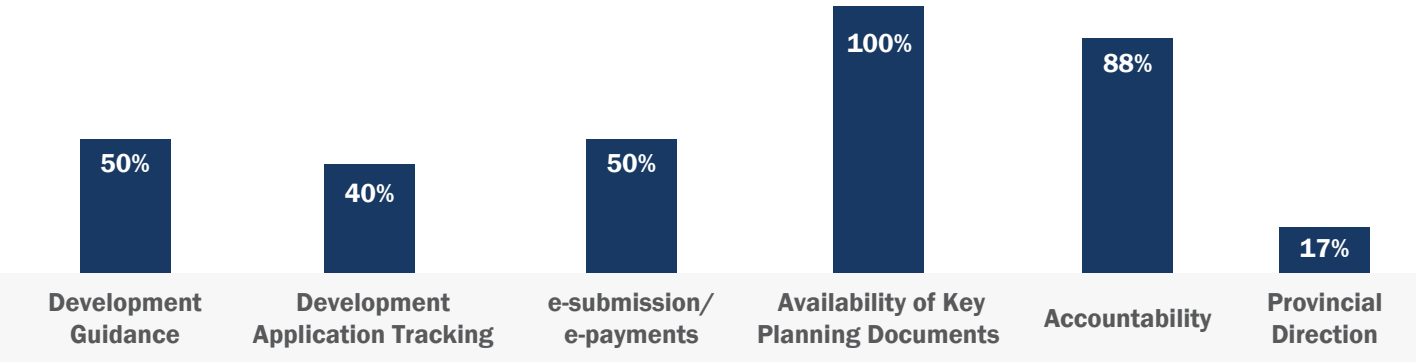 50%
40%
50%
100%
88%
17%
Development
Guidance
Development
Application Tracking
e-submission/
e-payments
Availability of Key
Planning Documents
Accountability
Provincial
Direction